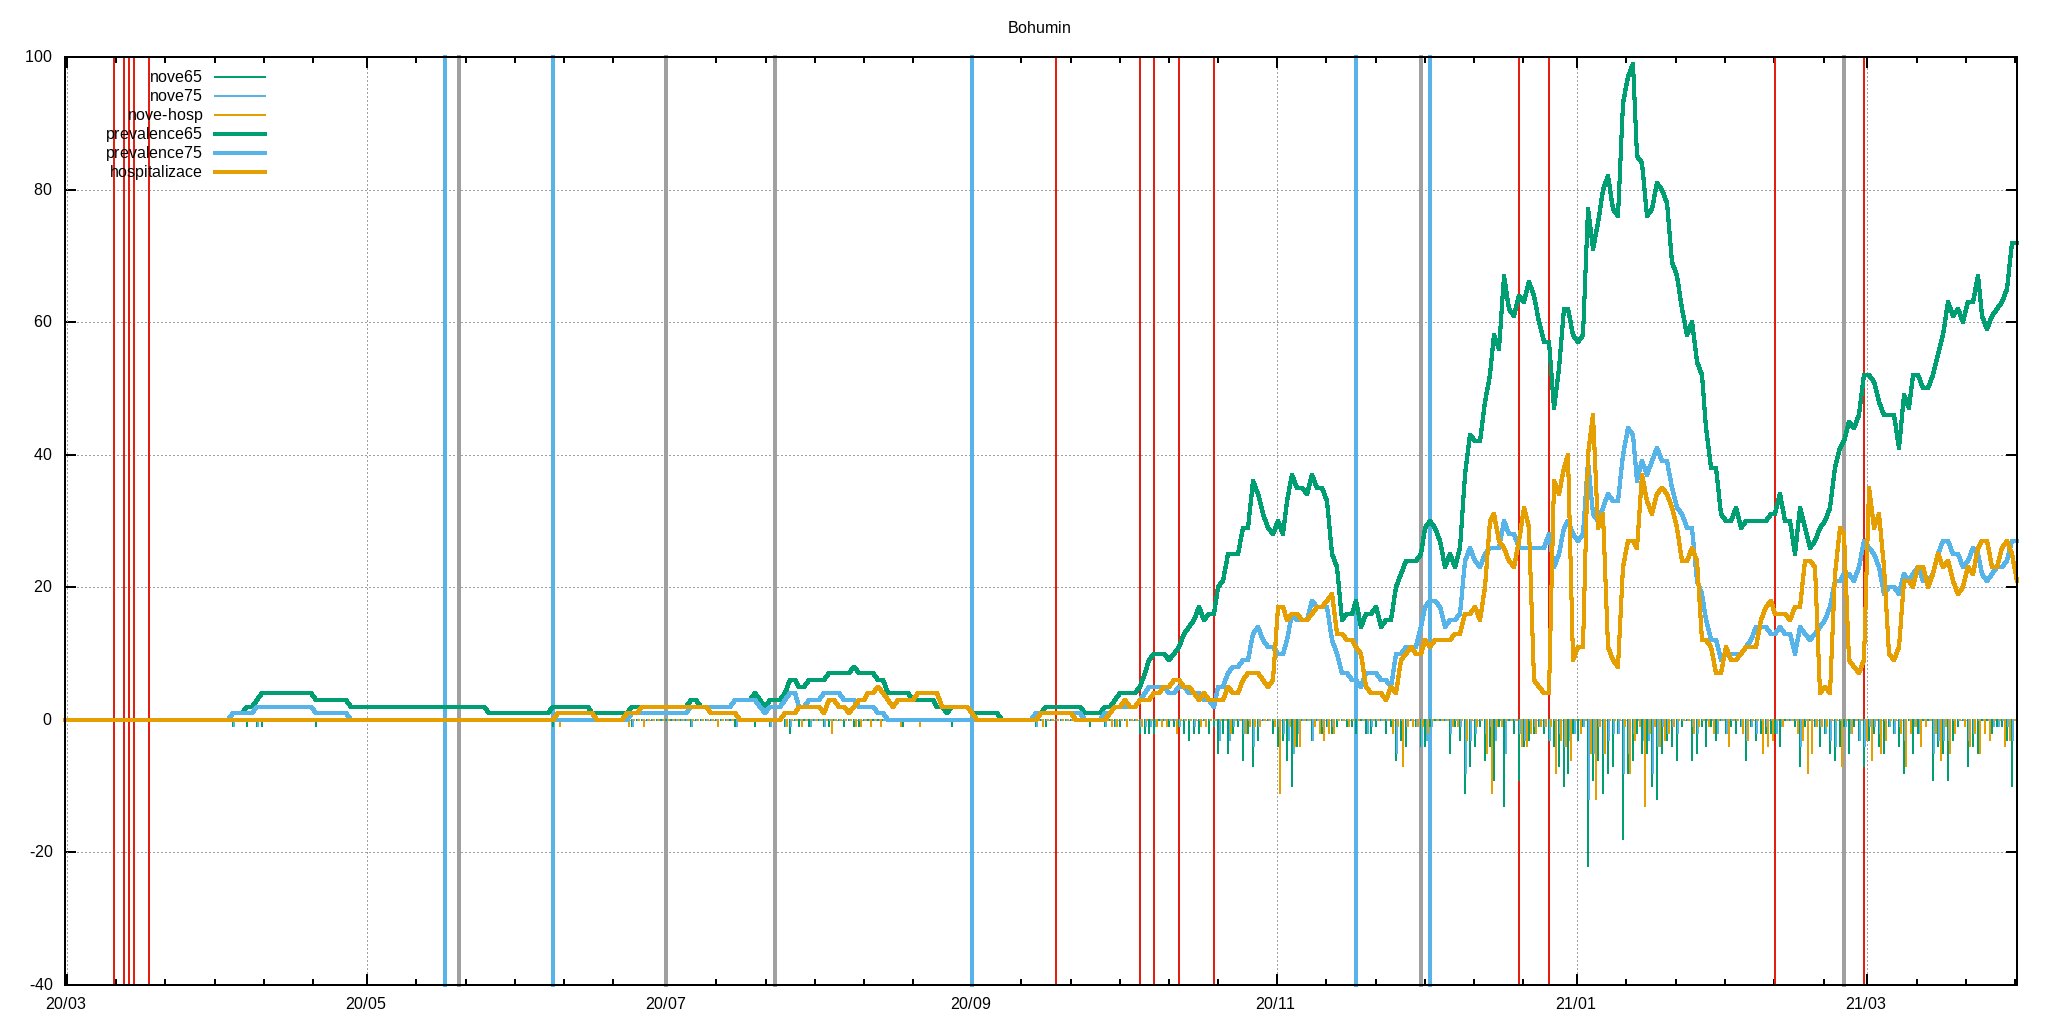 Bohumin
100
80
60
40
20
0
-20
-40
nove65
nove75
nove-hosp
prevalence65
prevalence75
hospitalizace
20/03 20/05 20/07 20/09 20/11 21/01 21/03